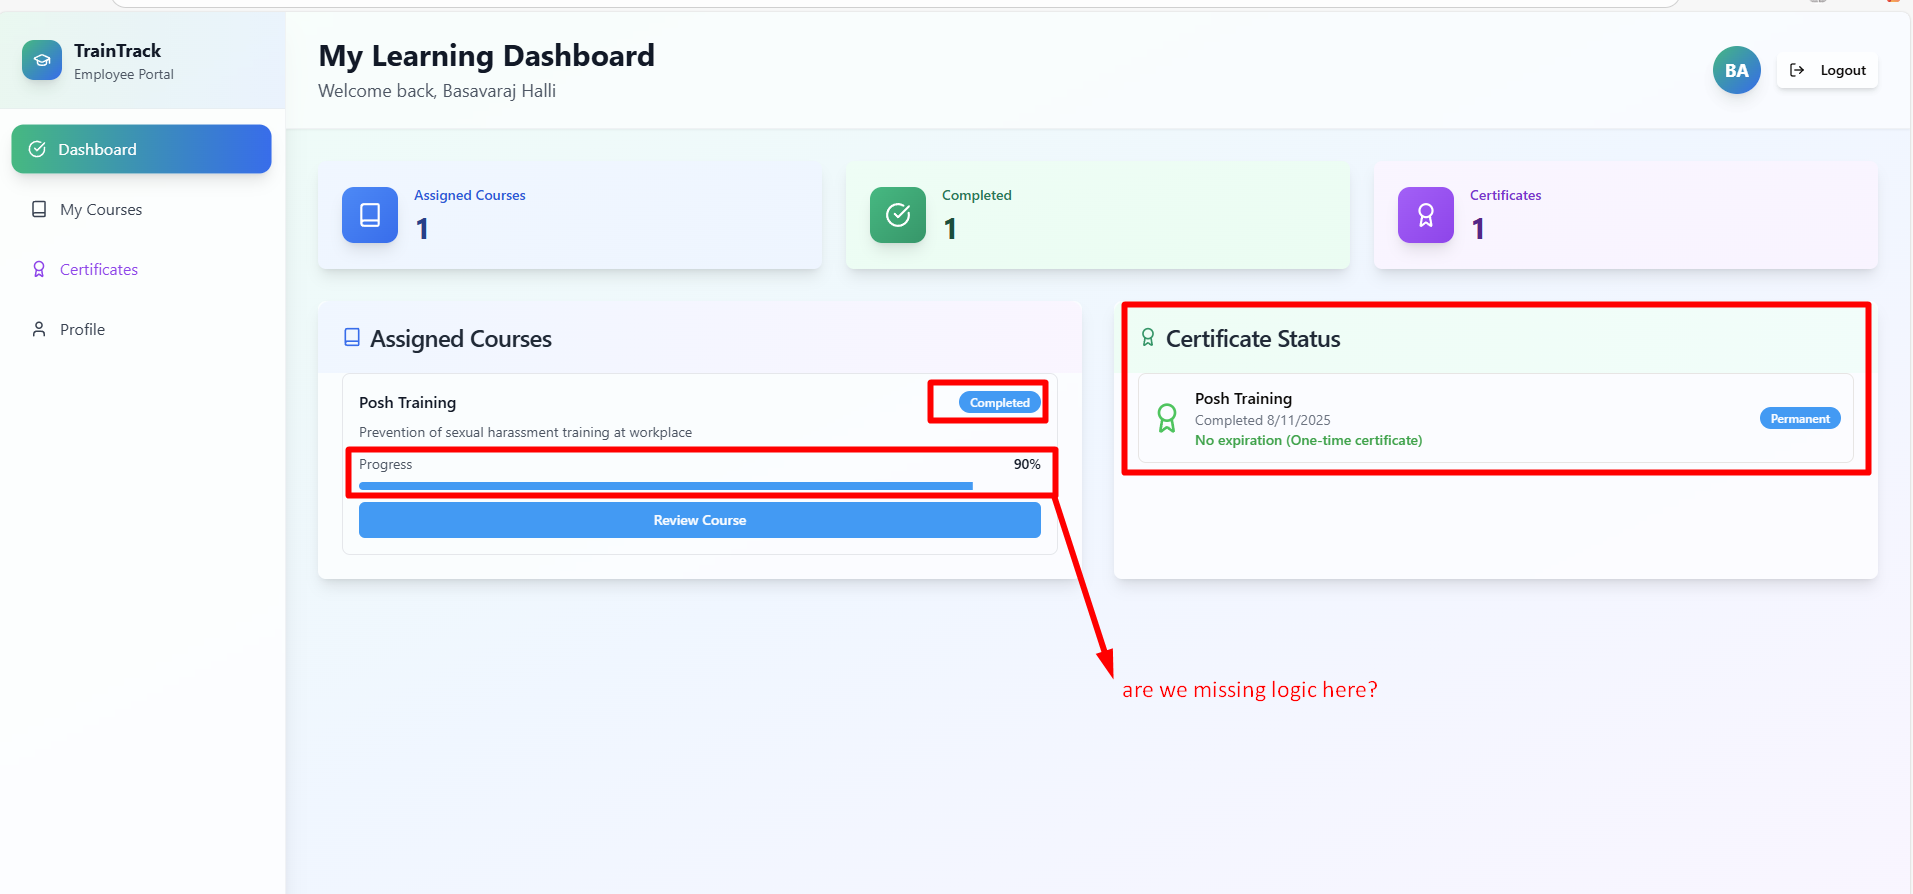 TrainTrack
Employee Portal
Dashboard
My Courses
Certificates
Profile
My Learning Dashboard
Welcome back, Basavaraj Halli
BA
Logout
Assigned Courses
1
Completed
1
Certificates
1
Assigned Courses
Posh Training
Completed
Prevention of sexual harassment training at workplace
Progress
90%
Review Course
Certificate Status
Posh Training
Completed 8/11/2025
No expiration (One-time certificate)
Permanent
are we missing logic here?